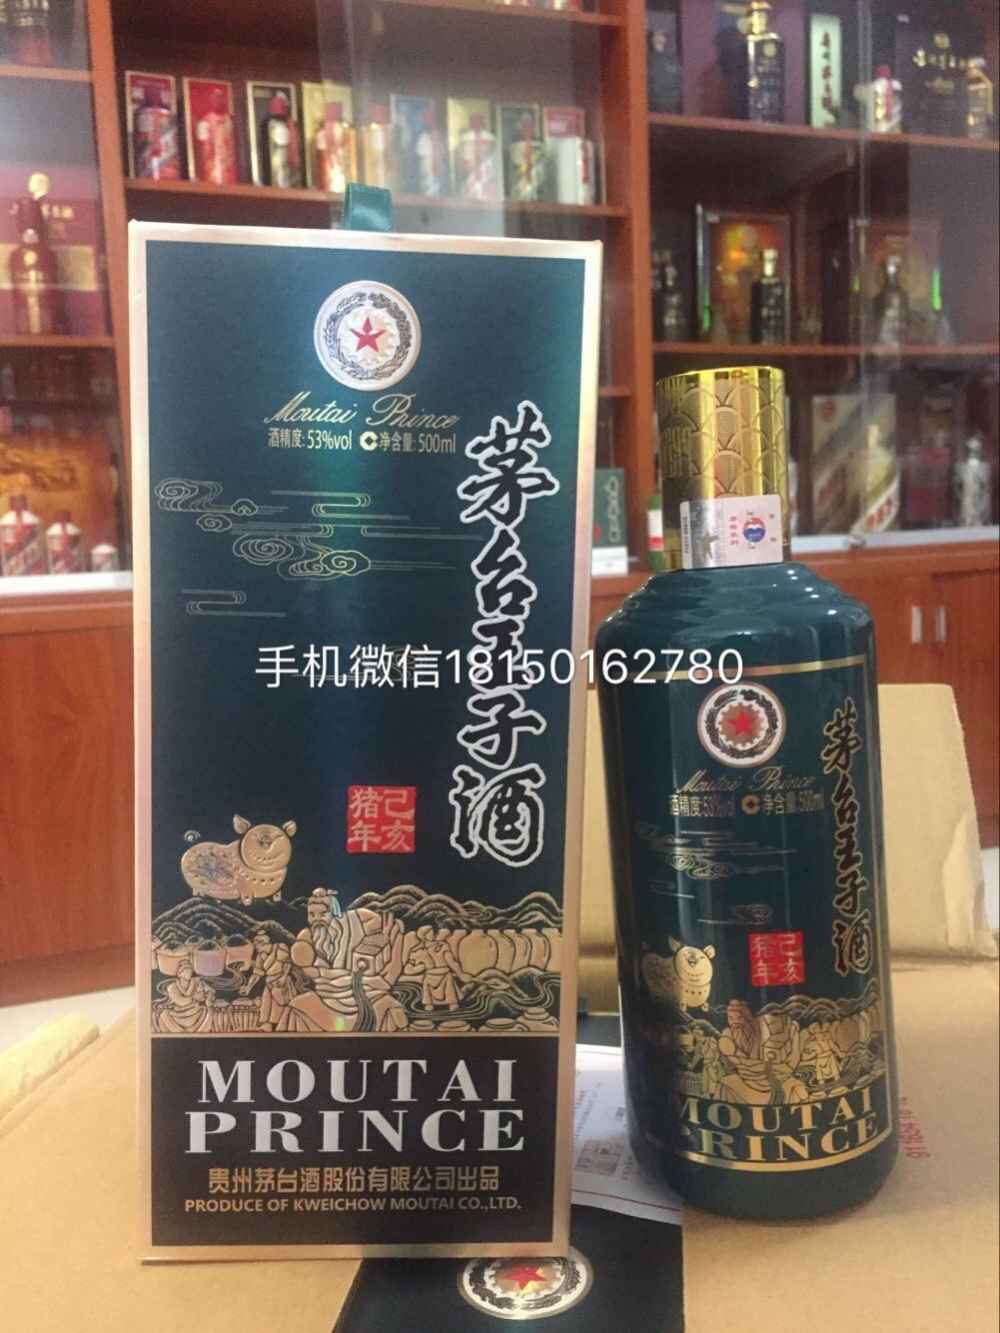 Moutai Prince
酒精度:53%vol 净含量:500ml
茅台王子酒
手机微信18150162780
己亥
猪年
MOUTAI
PRINCE
贵州茅台酒股份有限公司出品
PRODUCE OF KWEICHOW MOUTAI CO.,LTD.
Moutai Prince
酒精度:53%vol 净含量:500ml
茅台王子酒
己亥
猪年
MOUTAI
PRINCE